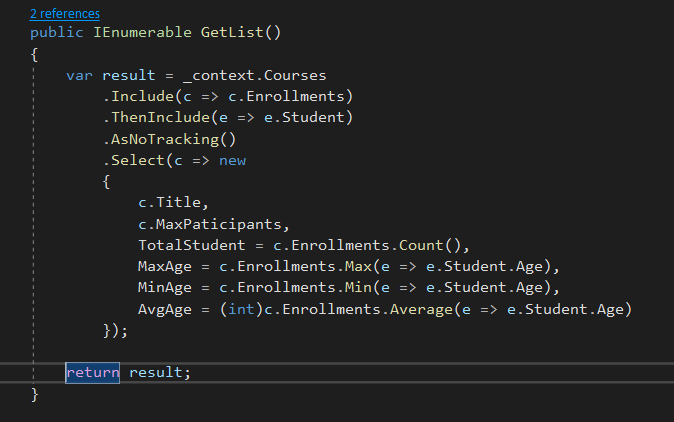 2 references
public IEnumerable GetList()
{
var result = _context.Courses
.Include(c => c.Enrollments)
.ThenInclude(e => e.Student)
.AsNoTracking()
.Select(c => new
{
c.Title,
c.MaxPaticipants,
TotalStudent = c.Enrollments.Count(),
MaxAge = c.Enrollments.Max(e => e.Student.Age),
MinAge = c.Enrollments.Min(e => e.Student.Age),
AvgAge = (int)c.Enrollments.Average(e => e.Student.Age)
});
return result;
}